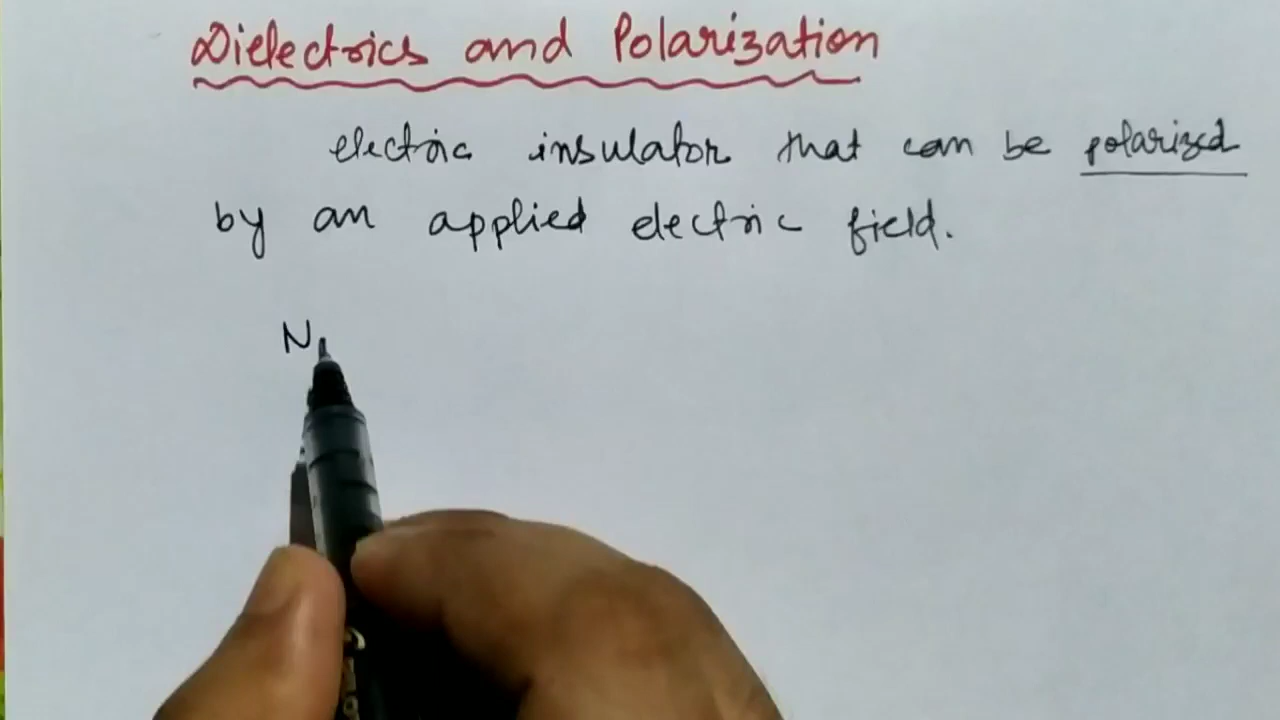 Dielectrics and Polarization
electric insulator that can be polarized
by an applied electric field.
N